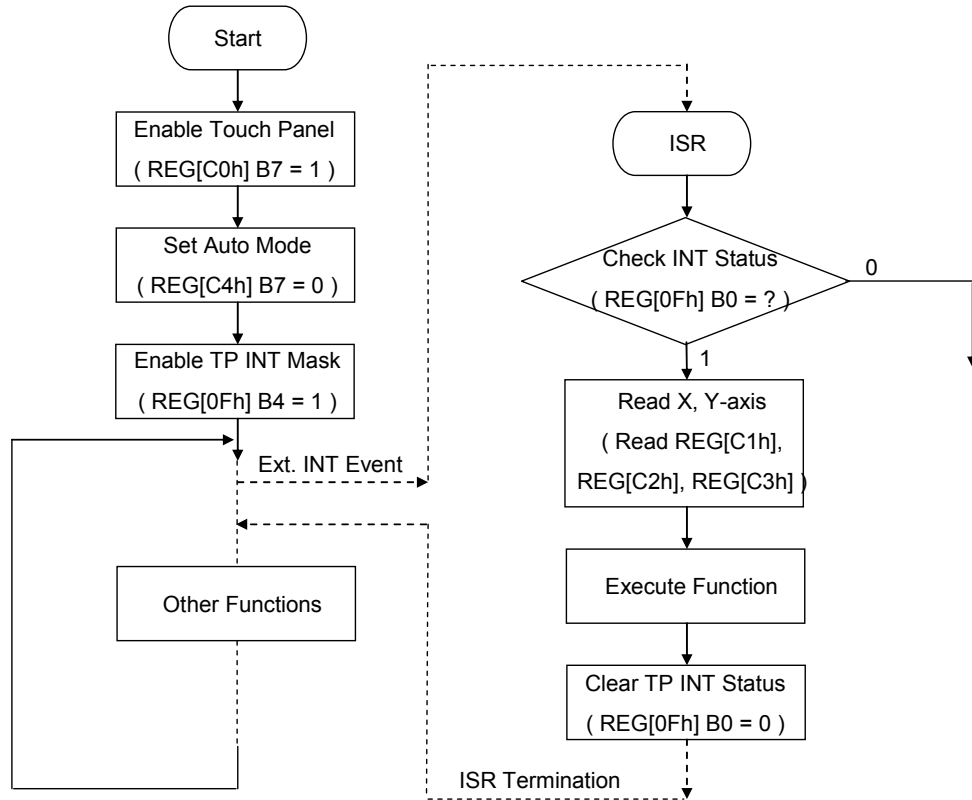 Start
Enable Touch Panel
( REG[C0h] B7 = 1 )
Set Auto Mode
( REG[C4h] B7 = 0 )
Enable TP INT Mask
( REG[0Fh] B4 = 1 )
Ext. INT Event
Other Functions
ISR
Check INT Status
( REG[0Fh] B0 = ? )
0
1
Read X, Y-axis
( Read REG[C1h],
REG[C2h], REG[C3h] )
Execute Function
Clear TP INT Status
( REG[0Fh] B0 = 0 )
ISR Termination